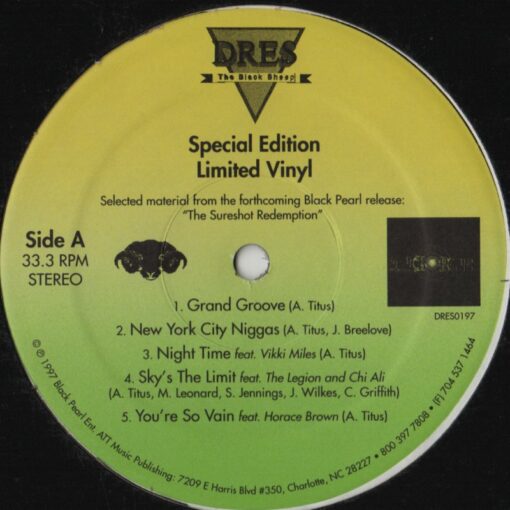 DRES
The Black Sheep
Special Edition
Limited Vinyl
Selected material from the forthcoming Black Pearl release:
"The Sureshot Redemption"
Side A
33.3 RPM
STEREO
DRES0197
1. Grand Groove (A. Titus)
2. New York City Niggas (A. Titus, J. Breelove)
3. Night Time feat. Vikki Miles (A. Titus)
4. Sky's The Limit feat. The Legion and Chi Ali
(A. Titus, M. Leonard, S. Jennings, J. Wilkes, C. Griffith)
5. You're So Vain feat. Horace Brown (A. Titus)
© ℗ 1997 Black Pearl Ent. ATT Music Publishing: 7209 E Harris Blvd #350, Charlotte, NC 28227 • 800 397 7808 • (F) 704 537 1464